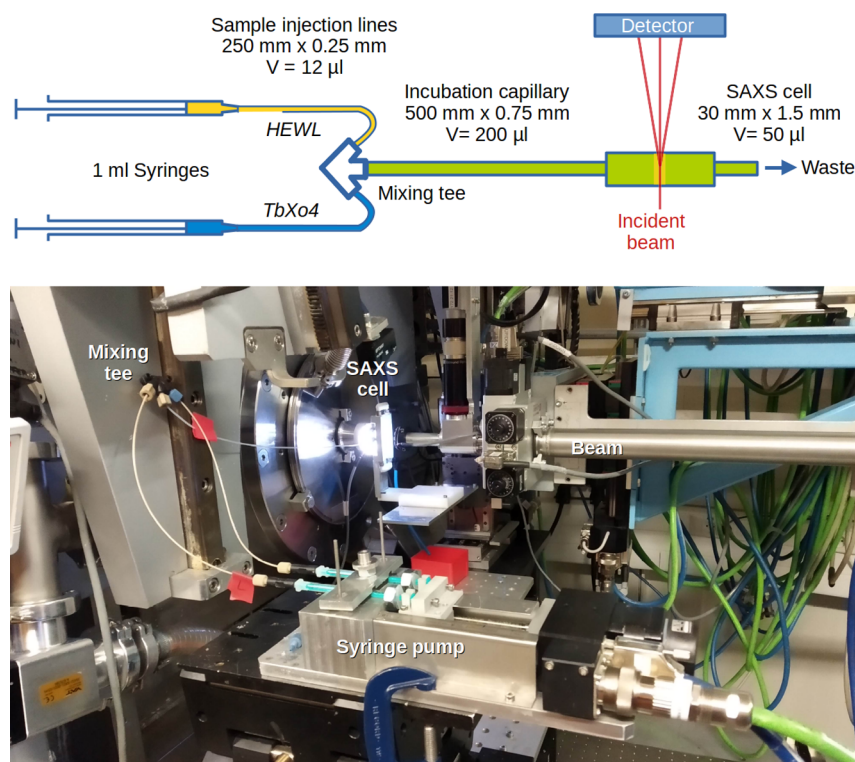 Sample injection lines
250 mm x 0.25 mm
V = 12 µl
Detector
Incubation capillary
500 mm x 0.75 mm
V= 200 µl
SAXS cell
30 mm x 1.5 mm
V= 50 µl
HEWL
1 ml Syringes
Waste
Mixing tee
TbXo4
Incident
beam
Mixing
tee
SAXS
cell
Beam
Syringe pump